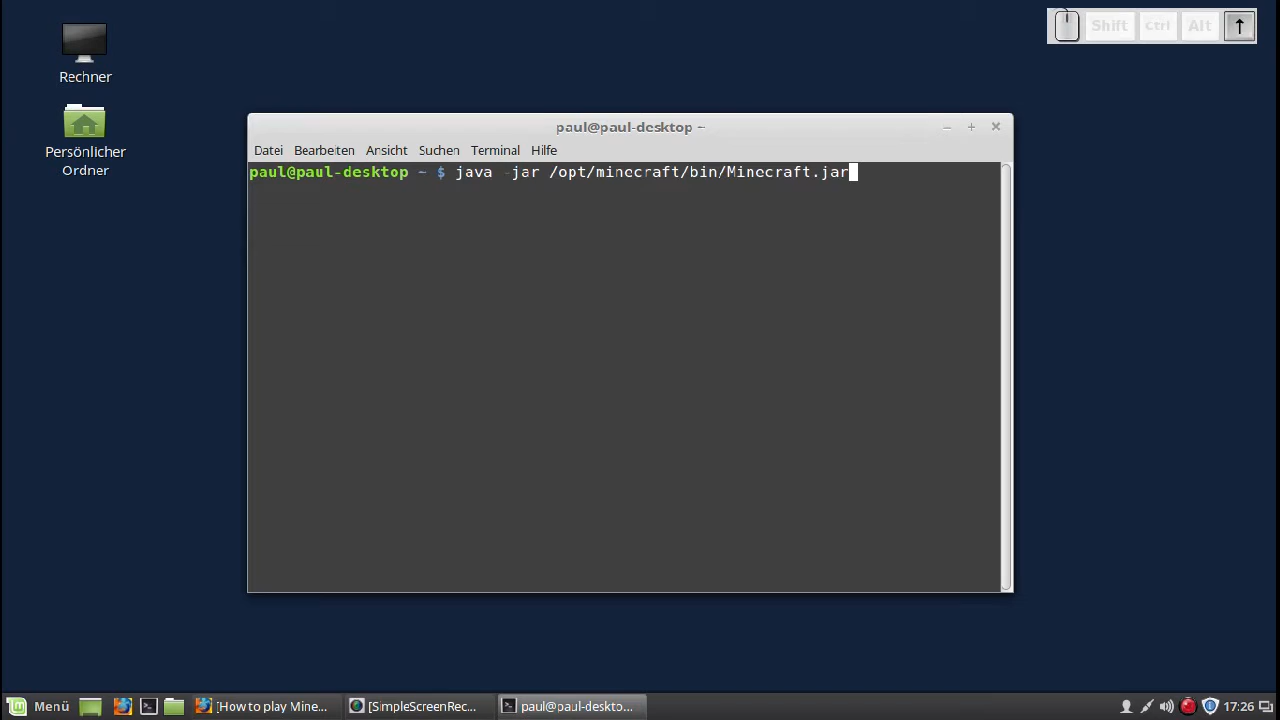 Rechner
Persönlicher
Ordner
Shift Ctrl Alt ↑
paul@paul-desktop ~
Datei Bearbeiten Ansicht Suchen Terminal Hilfe
paul@paul-desktop ~ $ java -jar /opt/minecraft/bin/Minecraft.jar
Menü [How to play Mine... [SimpleScreenRec... paul@paul-deskto... 17:26